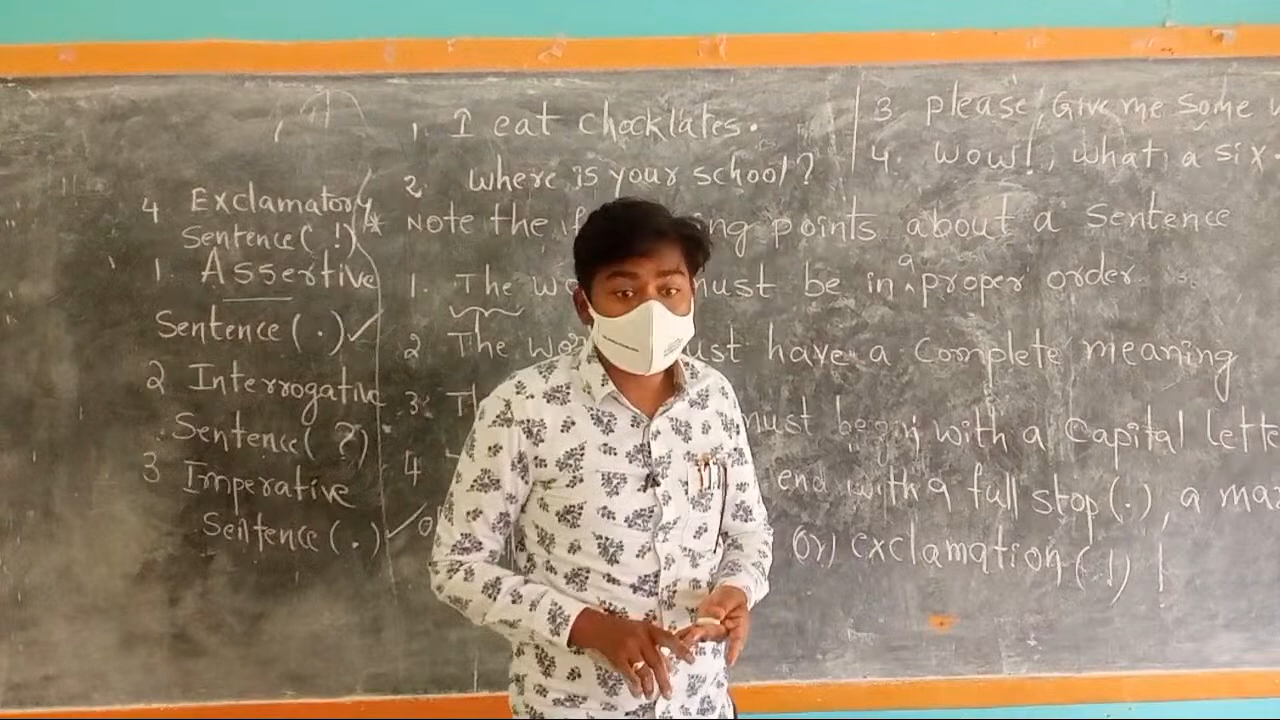 1. I eat chocklates.
2. where is your school?
3 please, Give me some
4. wow!, what a six-
* Note the points about a Sentence
1. The must be in a proper order
2 The must have a Complete meaning
3. must begin with a Capital
4 end with a full stop(.), a
(or) exclamation(!)
4 Exclamatory
Sentence(!)
1. Assertive
Sentence(.)✓
2 Interrogative
Sentence(?)
3 Imperative
Sentence(.)✓